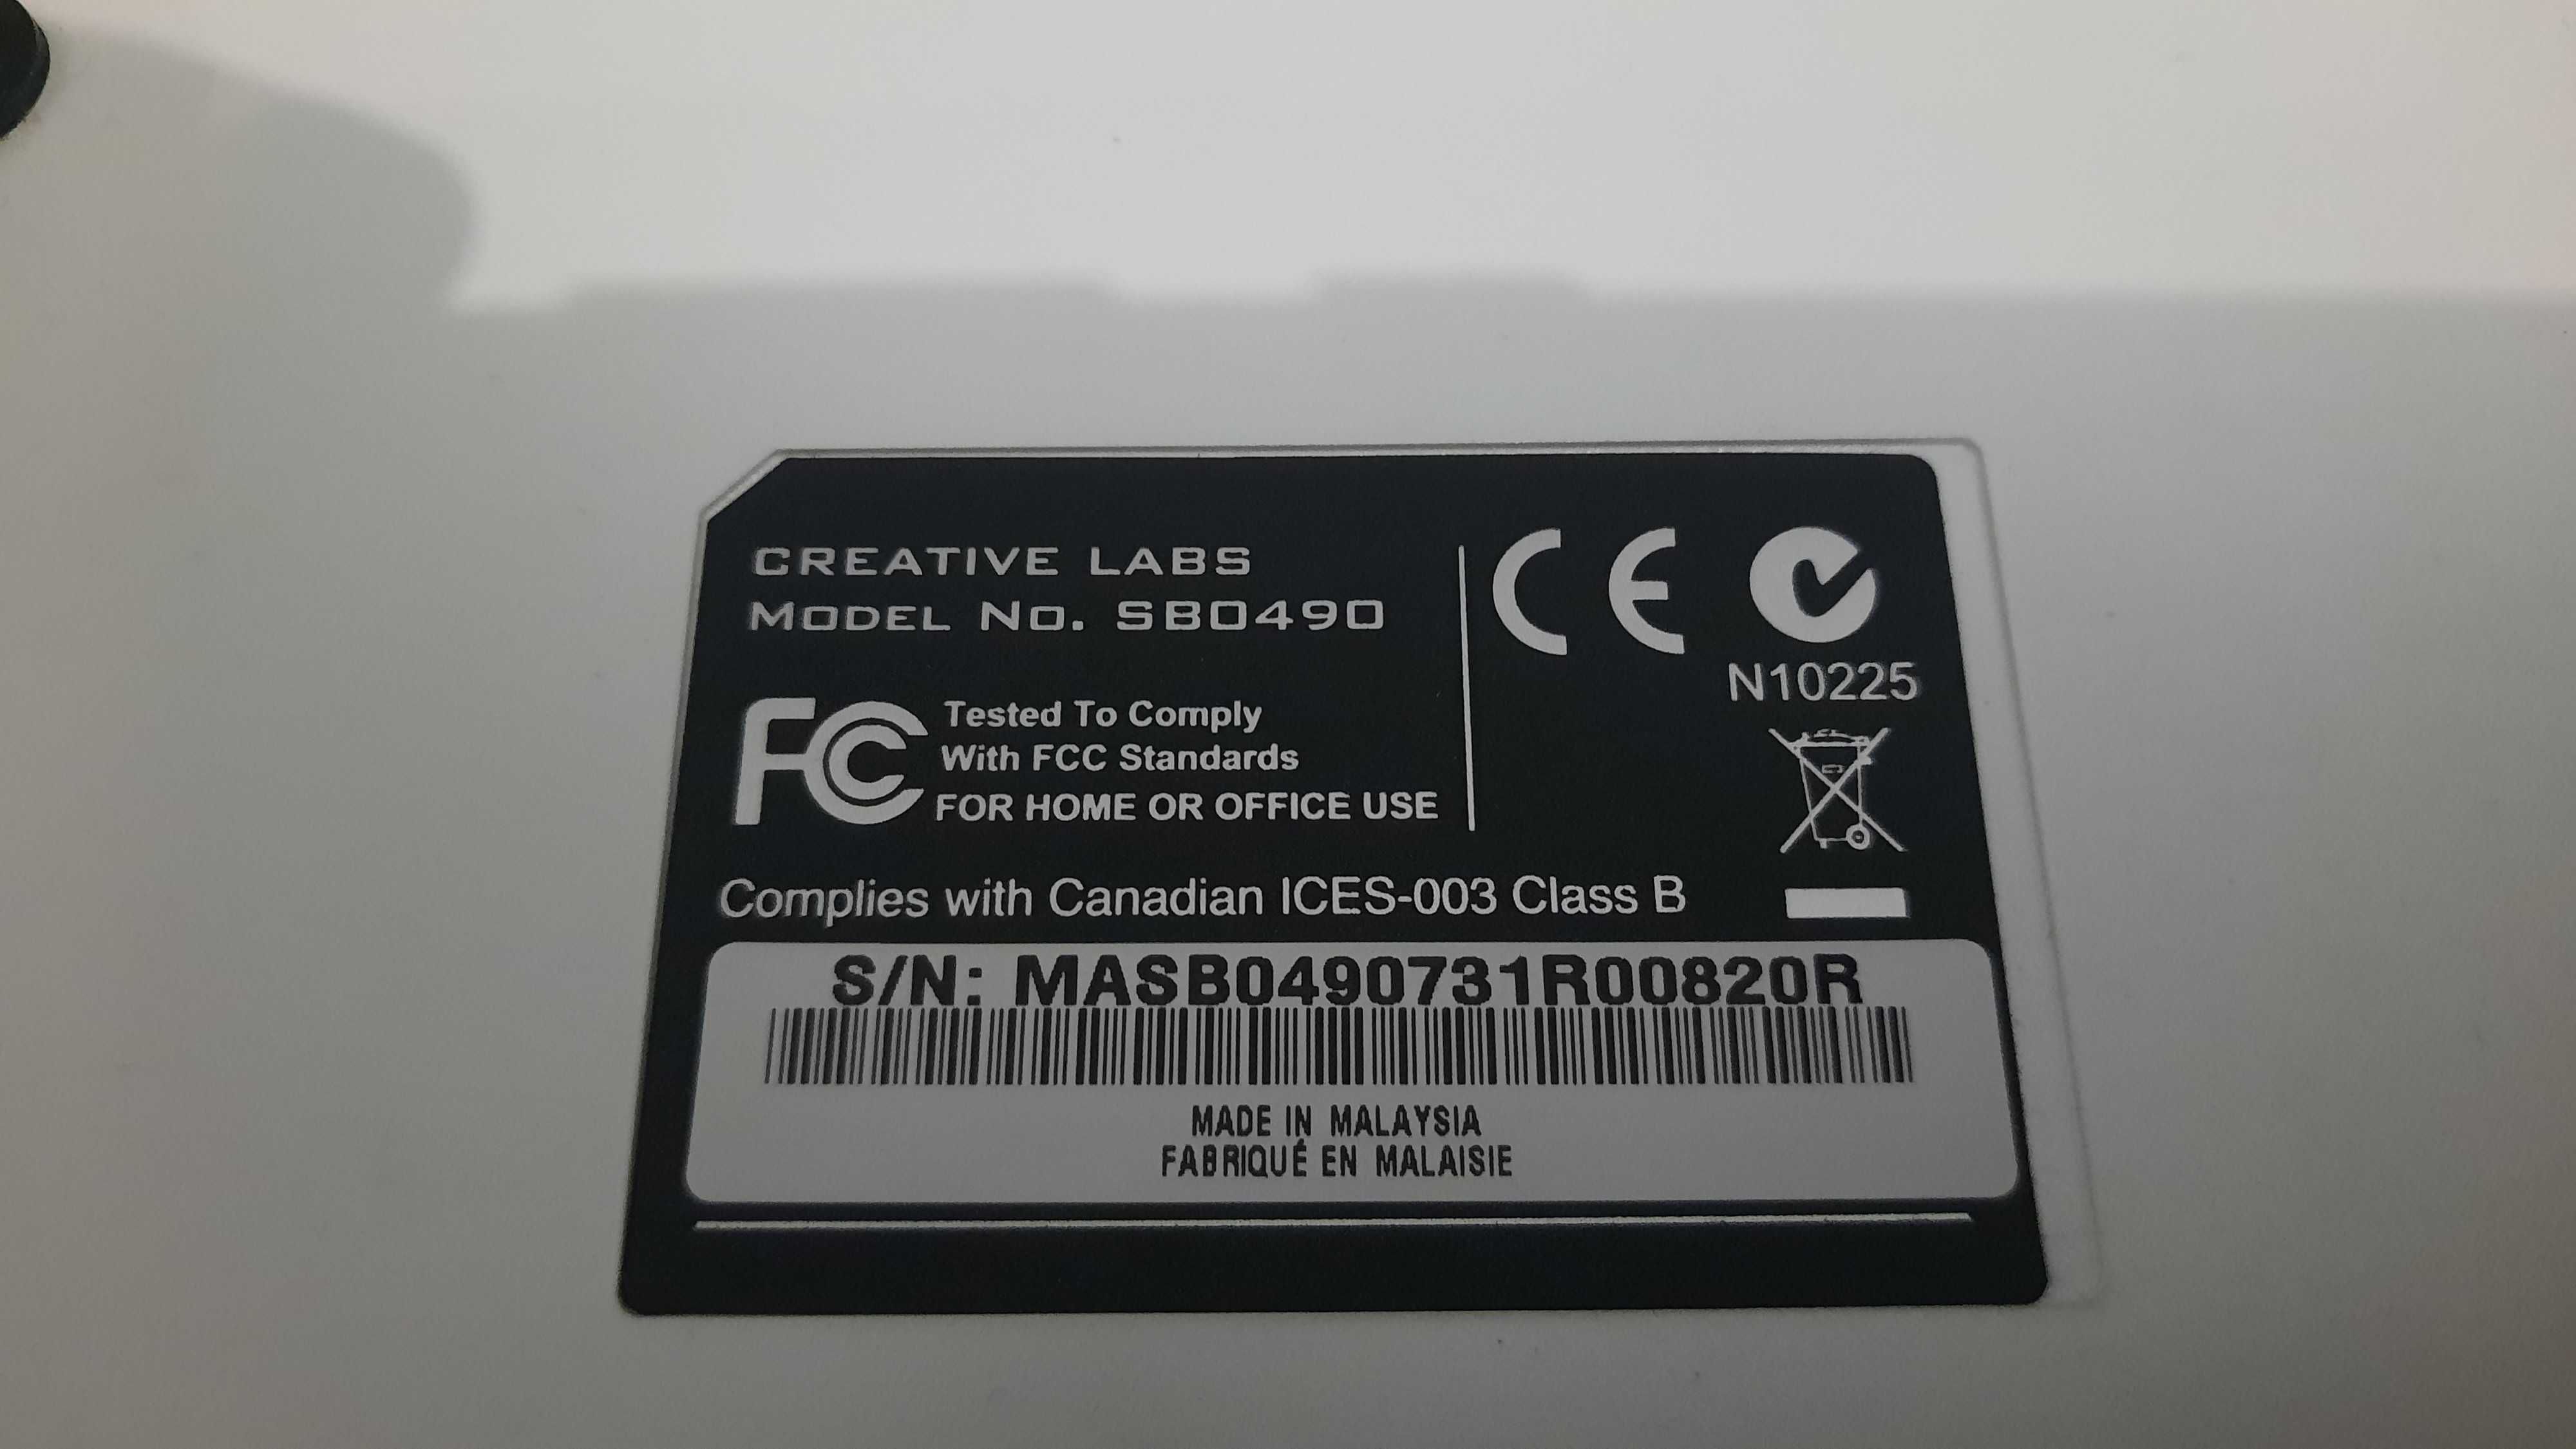 CREATIVE LABS
MODEL NO. SB0490
FC Tested To Comply
With FCC Standards
FOR HOME OR OFFICE USE
CE
N10225
Complies with Canadian ICES-003 Class B
S/N: MASB0490731R00820R
MADE IN MALAYSIA
FABRIQUÉ EN MALAISIE